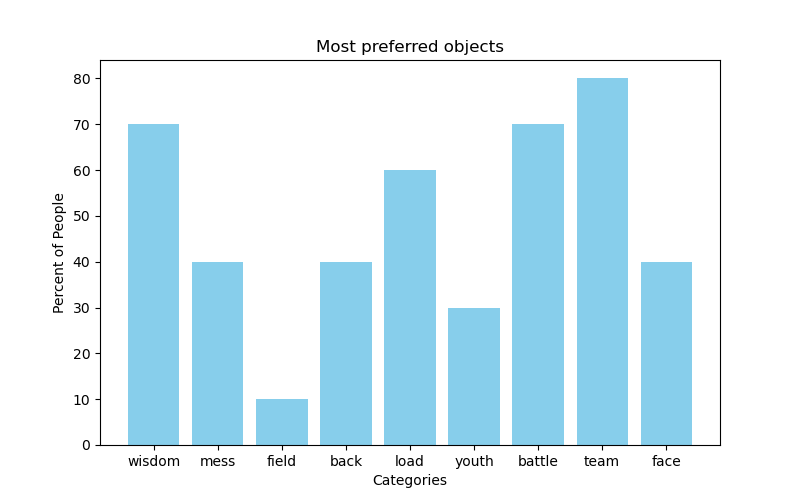 Most preferred objects
80
70
60
50
40
30
20
10
0
Percent of People
wisdom mess field back load youth battle team face
Categories